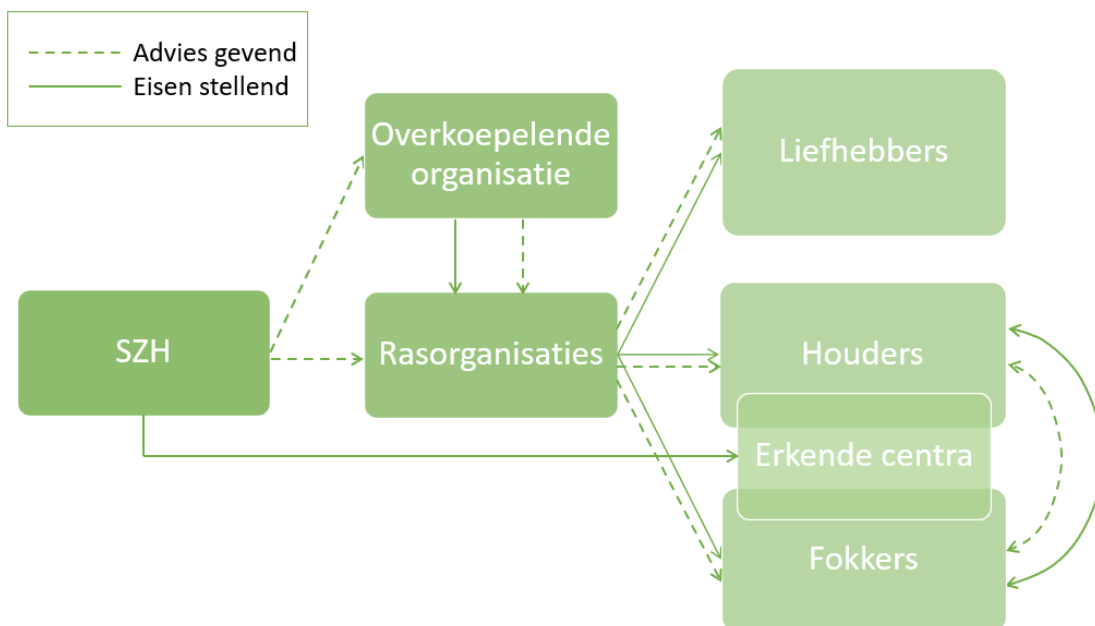 Advies gevend
Eisen stellend
Overkoepelende
organisatie
Liefhebbers
SZH
Rasorganisaties
Houders
Erkende centra
Fokkers